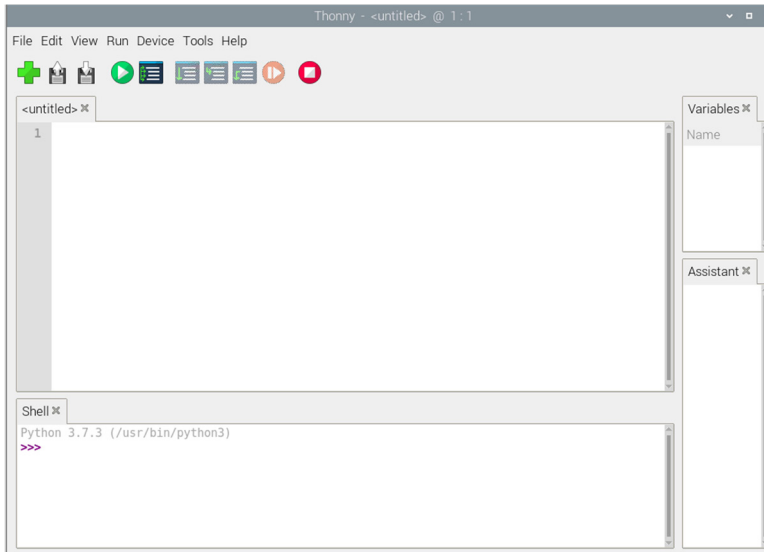 Thonny - <untitled> @ 1 : 1
File Edit View Run Device Tools Help
<untitled>
1
Variables
Name
Assistant
Shell
Python 3.7.3 (/usr/bin/python3)
>>>